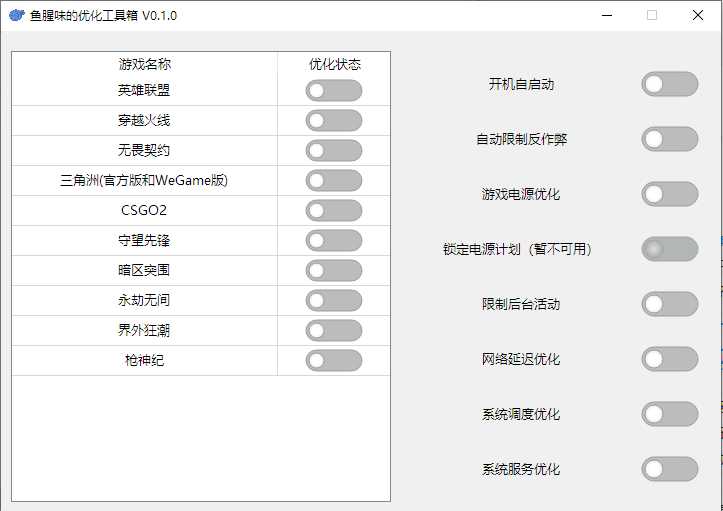 鱼腥味的优化工具箱 V0.1.0
游戏名称 优化状态
英雄联盟
穿越火线
无畏契约
三角洲(官方版和WeGame版)
CSGO2
守望先锋
暗区突围
永劫无间
界外狂潮
枪神纪
开机自启动
自动限制反作弊
游戏电源优化
锁定电源计划（暂不可用）
限制后台活动
网络延迟优化
系统调度优化
系统服务优化